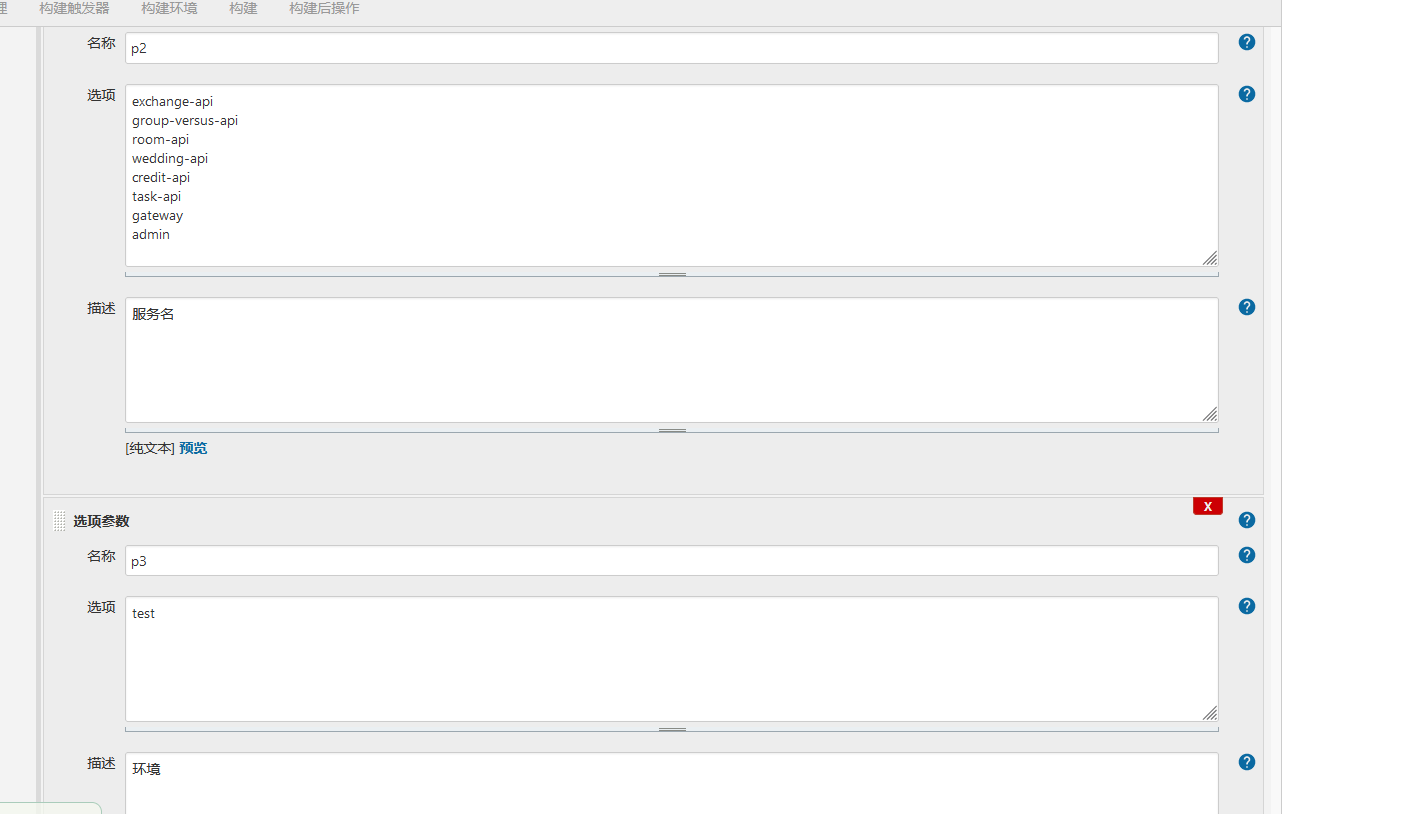 理 构建触发器 构建环境 构建 构建后操作
名称 p2
选项 exchange-api
group-versus-api
room-api
wedding-api
credit-api
task-api
gateway
admin
描述 服务名
[纯文本] 预览
X
选项参数
名称 p3
选项 test
描述 环境